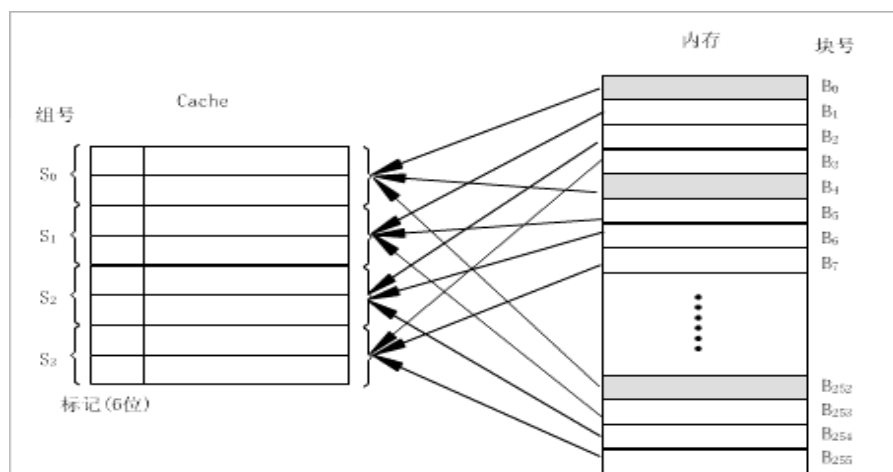 内存
块号
Cache
组号
S₀
S₁
S₂
S₃
标记(6位)
B₀
B₁
B₂
B₃
B₄
B₅
B₆
B₇
B₂₅₂
B₂₅₃
B₂₅₄
B₂₅₅